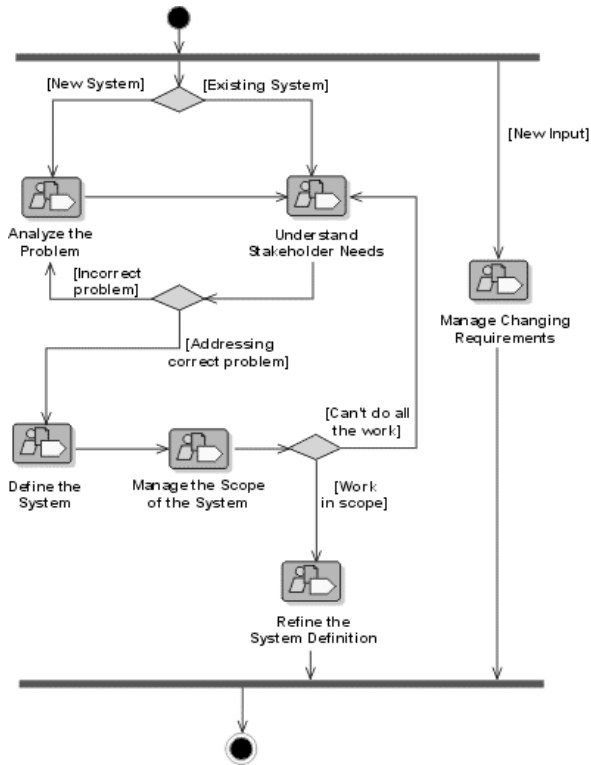 [New System]
[Existing System]
[New Input]
Analyze the
Problem
Understand
Stakeholder Needs
[Incorrect
problem]
Manage Changing
Requirements
[Addressing
correct problem]
[Can't do all
the work]
Define the
System
Manage the Scope
of the System
[Work
in scope]
Refine the
System Definition